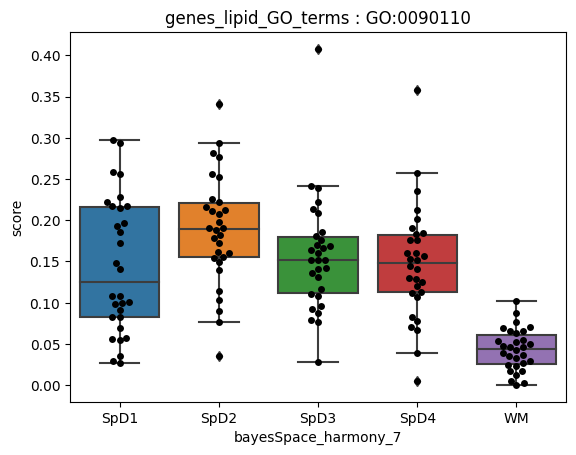 genes_lipid_GO_terms : GO:0090110
0.40
0.35
0.30
0.25
0.20
0.15
0.10
0.05
0.00
score
SpD1 SpD2 SpD3 SpD4 WM
bayesSpace_harmony_7